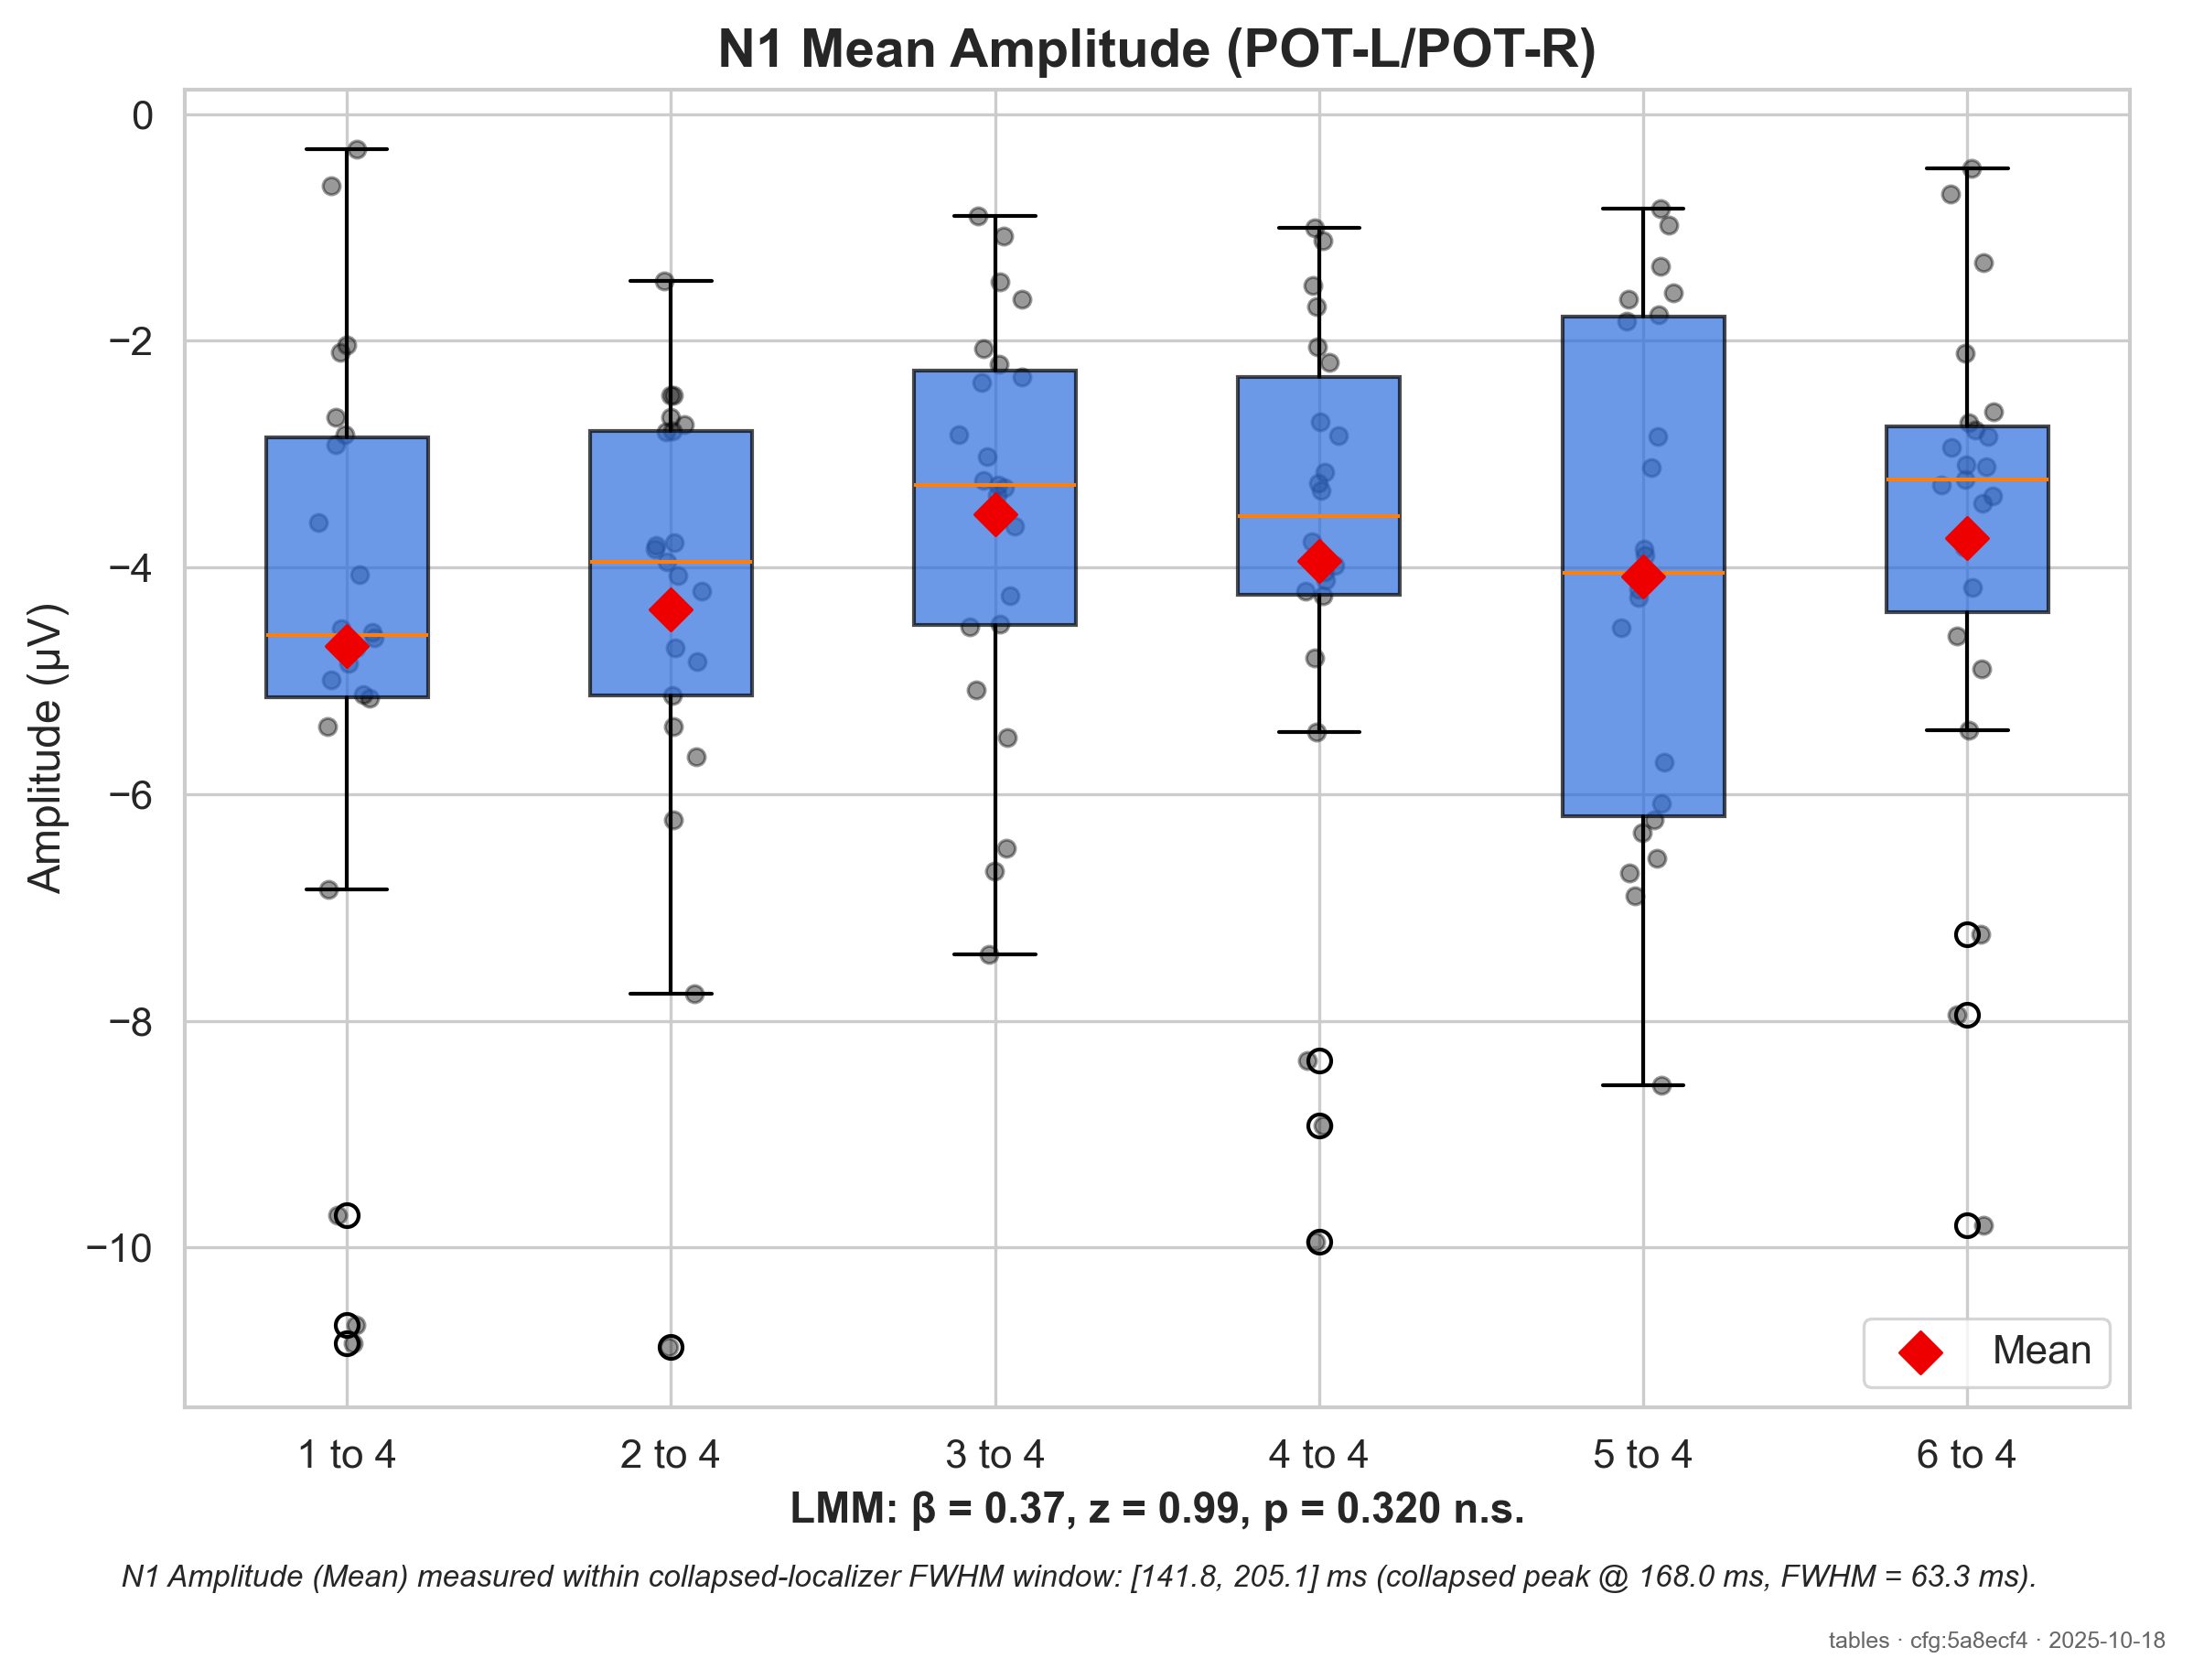 N1 Mean Amplitude (POT-L/POT-R)
Amplitude (µV)
0
−2
−4
−6
−8
−10
Mean
1 to 4 2 to 4 3 to 4 4 to 4 5 to 4 6 to 4
LMM: β = 0.37, z = 0.99, p = 0.320 n.s.
N1 Amplitude (Mean) measured within collapsed-localizer FWHM window: [141.8, 205.1] ms (collapsed peak @ 168.0 ms, FWHM = 63.3 ms).
tables · cfg:5a8ecf4 · 2025-10-18